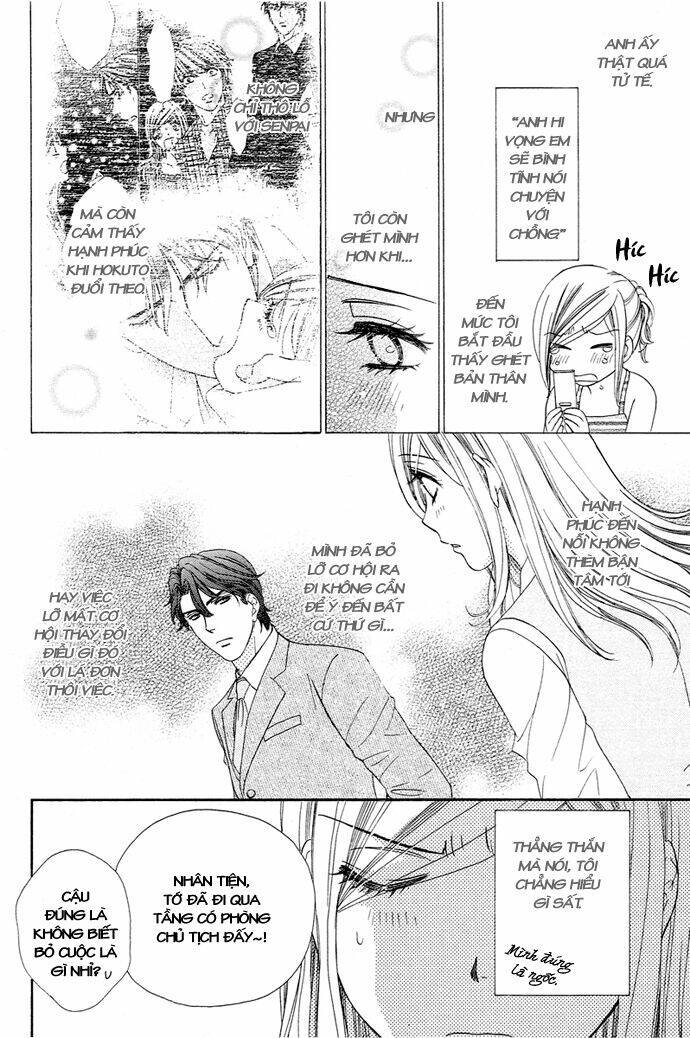 ANH ẤY
THẬT QUÁ
TỬ TẾ.
"ANH HI
VỌNG EM
SẼ BÌNH
TĨNH NÓI
CHUYỆN
VỚI
CHỒNG"
Híc
Híc
ĐẾN
MỨC TÔI
BẮT ĐẦU
THẤY GHÉT
BẢN THÂN
MÌNH.
NHƯNG
TÔI CÒN
GHÉT MÌNH
HƠN KHI...
KHÔNG
CHỈ THÔ LỖ
VỚI SENPAI
MÀ CÒN
CẢM THẤY
HẠNH PHÚC
KHI HOKUTO
ĐUỔI THEO.
HẠNH
PHÚC ĐẾN
NỖI KHÔNG
THÈM BẬN
TÂM TỚI
MÌNH ĐÃ BỎ
LỠ CƠ HỘI RA
ĐI KHÔNG CẦN
ĐỂ Ý ĐẾN BẤT
CỨ THỨ GÌ...
HAY VIỆC
LỠ MẤT CƠ
HỘI THAY ĐỔI
ĐIỀU GÌ ĐÓ
VỚI LÁ ĐƠN
THÔI VIỆC.
THẲNG THẮN
MÀ NÓI, TÔI
CHẲNG HIỂU
GÌ SẤT.
Mình đúng
là ngốc.
NHÂN TIỆN,
TỚ ĐÃ ĐI QUA
TẦNG CÓ PHÒNG
CHỦ TỊCH ĐẤY~!
CẬU
ĐÚNG LÀ
KHÔNG BIẾT
BỎ CUỘC LÀ
GÌ NHỈ?